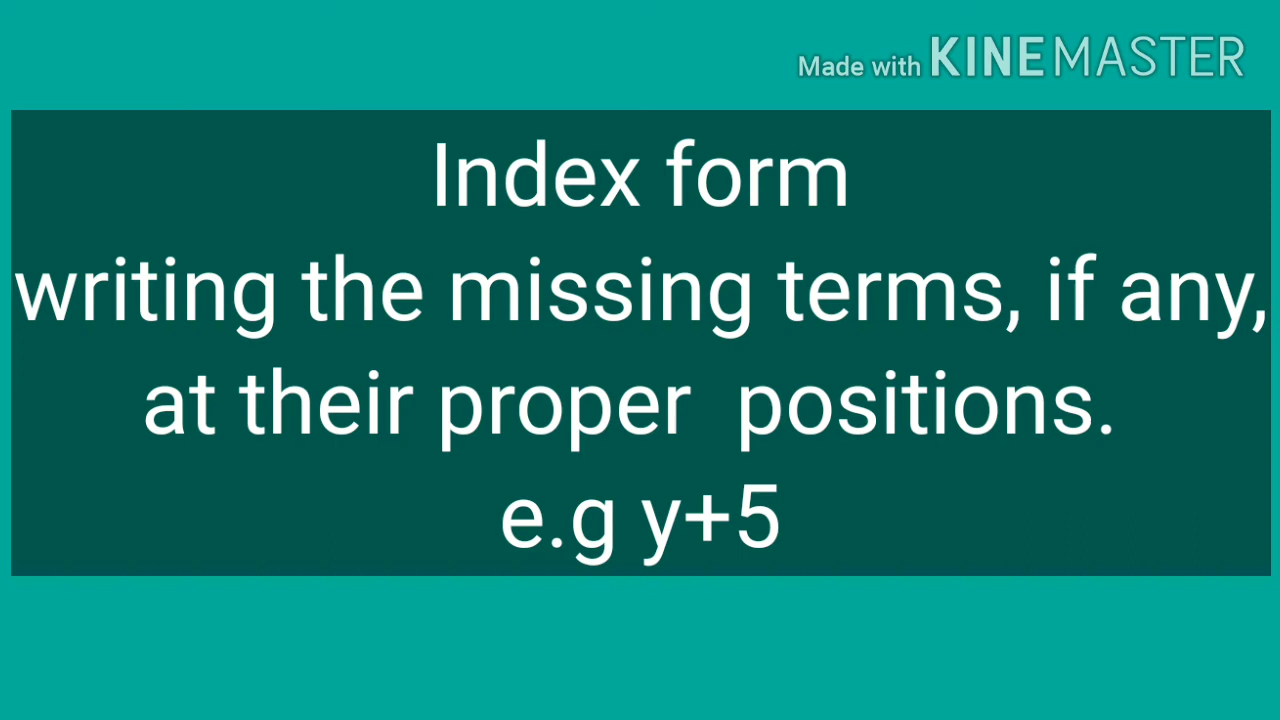 Made with KINEMASTER
Index form
writing the missing terms, if any,
at their proper positions.
e.g y+5